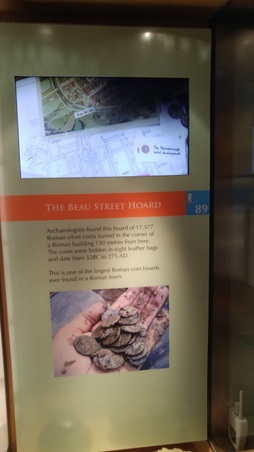 THE BEAU STREET HOARD
89
Archaeologists found this hoard of 17,577
Roman silver coins buried in the corner of
a Roman building 150 metres from here.
The coins were hidden in eight leather bags
and date from 32BC to 275 AD.
This is one of the largest Roman coin hoards
ever found in a Roman town.